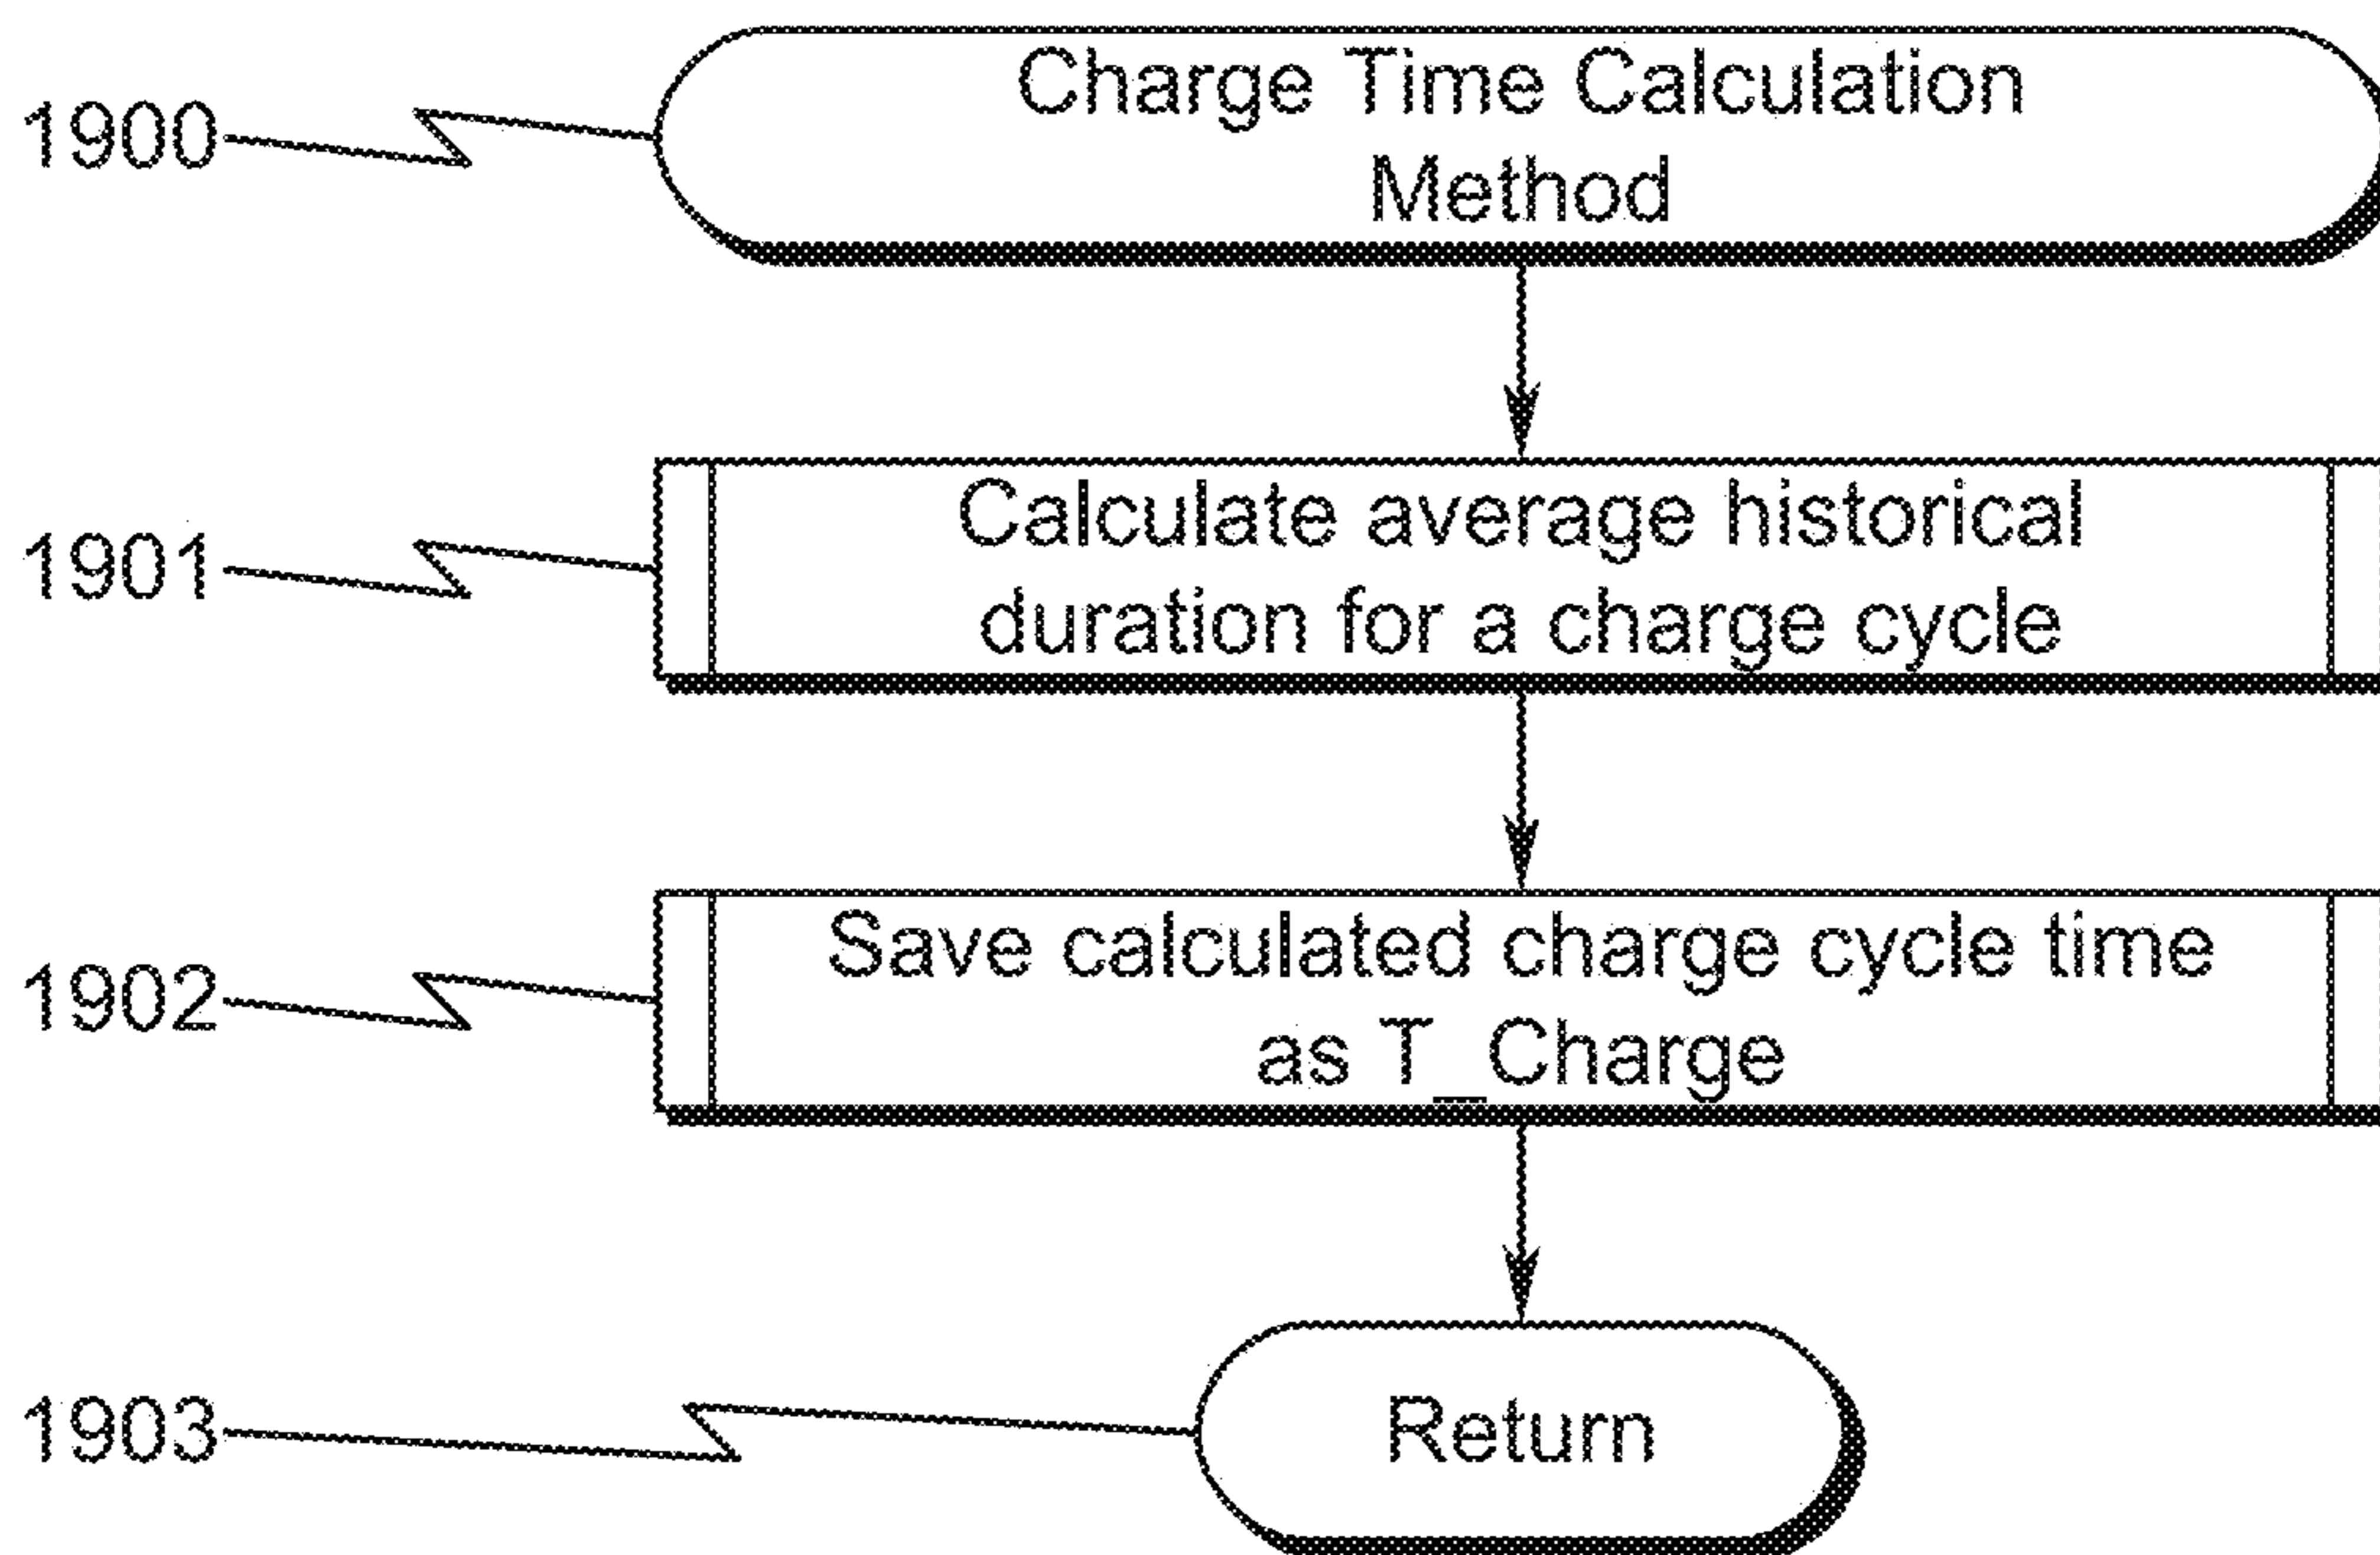 1900
Charge Time Calculation
Method
1901
Calculate average historical
duration for a charge cycle
1902
Save calculated charge cycle time
as T_Charge
1903
Return